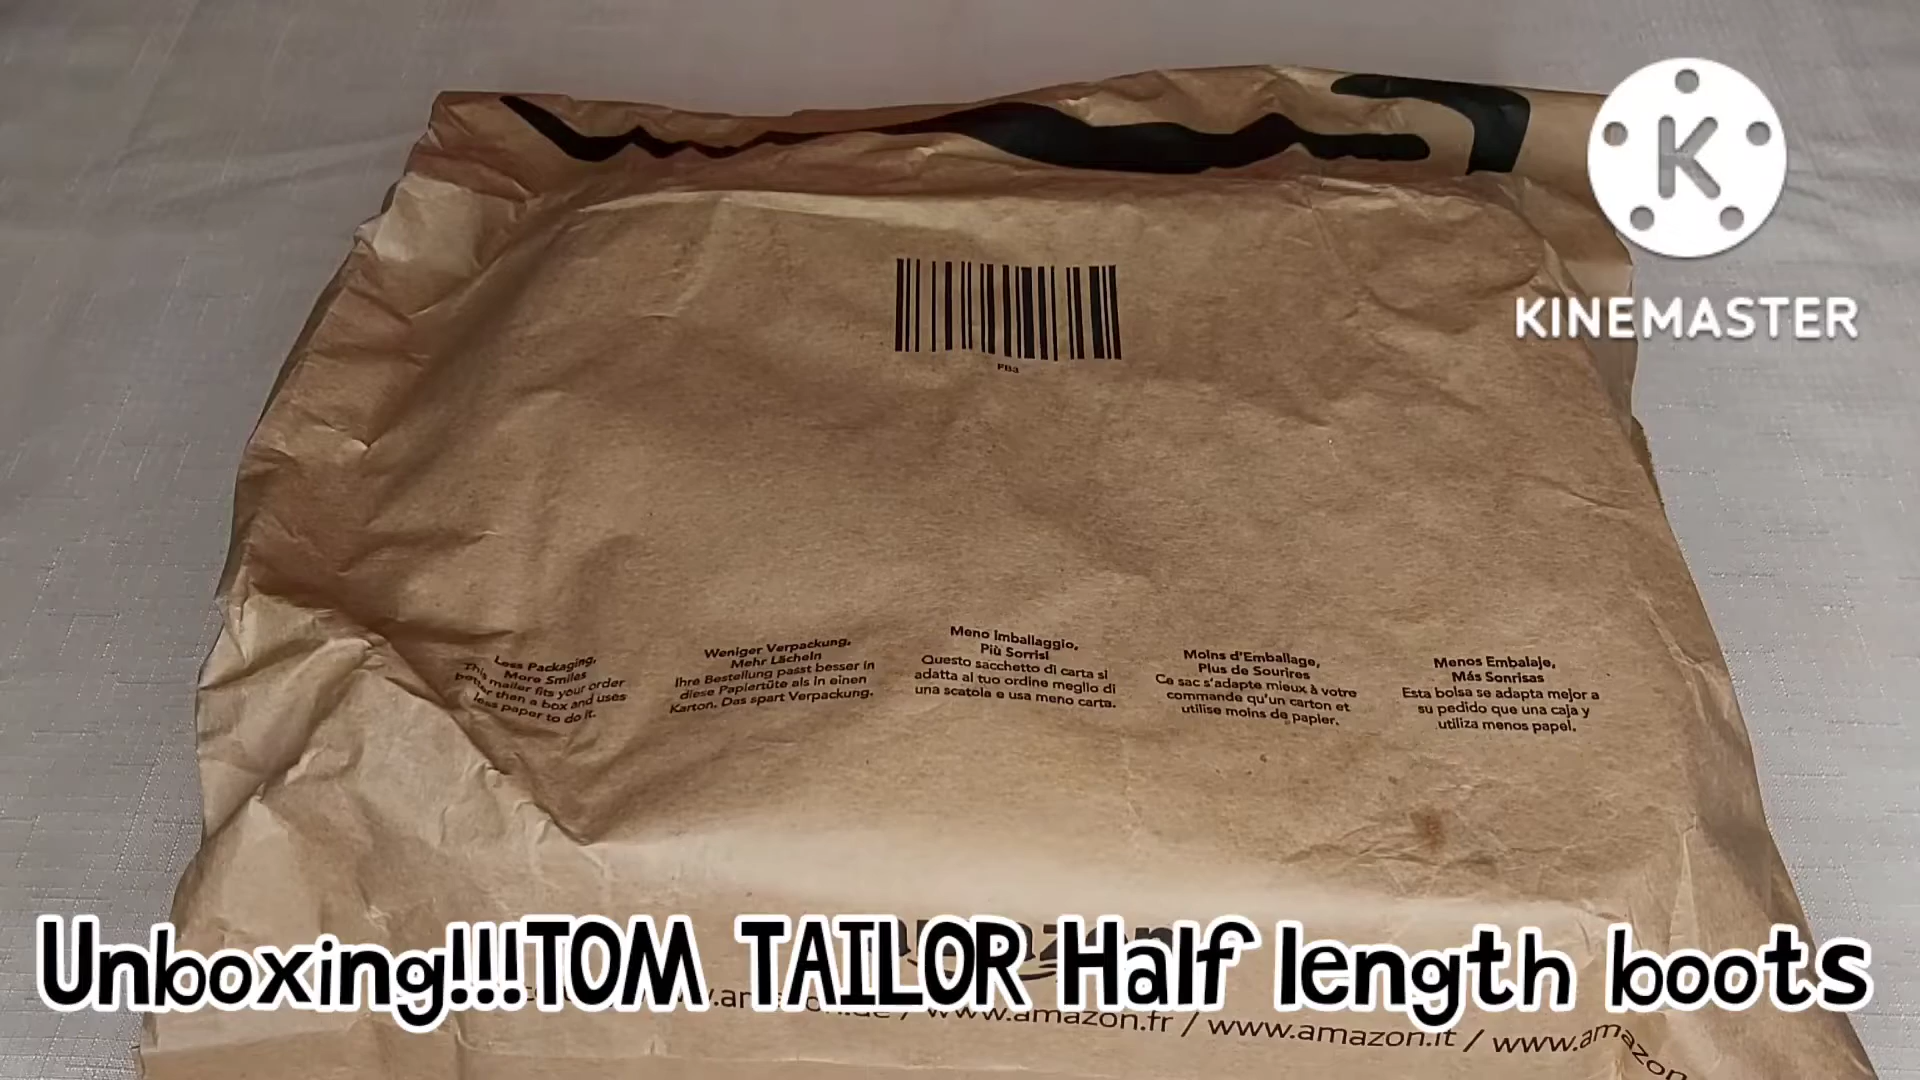 K
KINEMASTER
PB3
Less Packaging,
More Smiles
This mailer fits your order
better than a box and uses
less paper to do it.
Weniger Verpackung,
Mehr Lächeln
Ihre Bestellung passt besser in
diese Papiertüte als in einen
Karton. Das spart Verpackung.
Meno Imballaggio,
Più Sorrisi
Questo sacchetto di carta si
adatta al tuo ordine meglio di
una scatola e usa meno carta.
Moins d'Emballage,
Plus de Sourires
Ce sac s'adapte mieux à votre
commande qu'un carton et
utilise moins de papier.
Menos Embalaje,
Más Sonrisas
Esta bolsa se adapta mejor a
su pedido que una caja y
utiliza menos papel.
amazon
Unboxing!!!TOM TAILOR Half length boots
www.amazon.de / www.amazon.fr / www.amazon.it / www.amazon